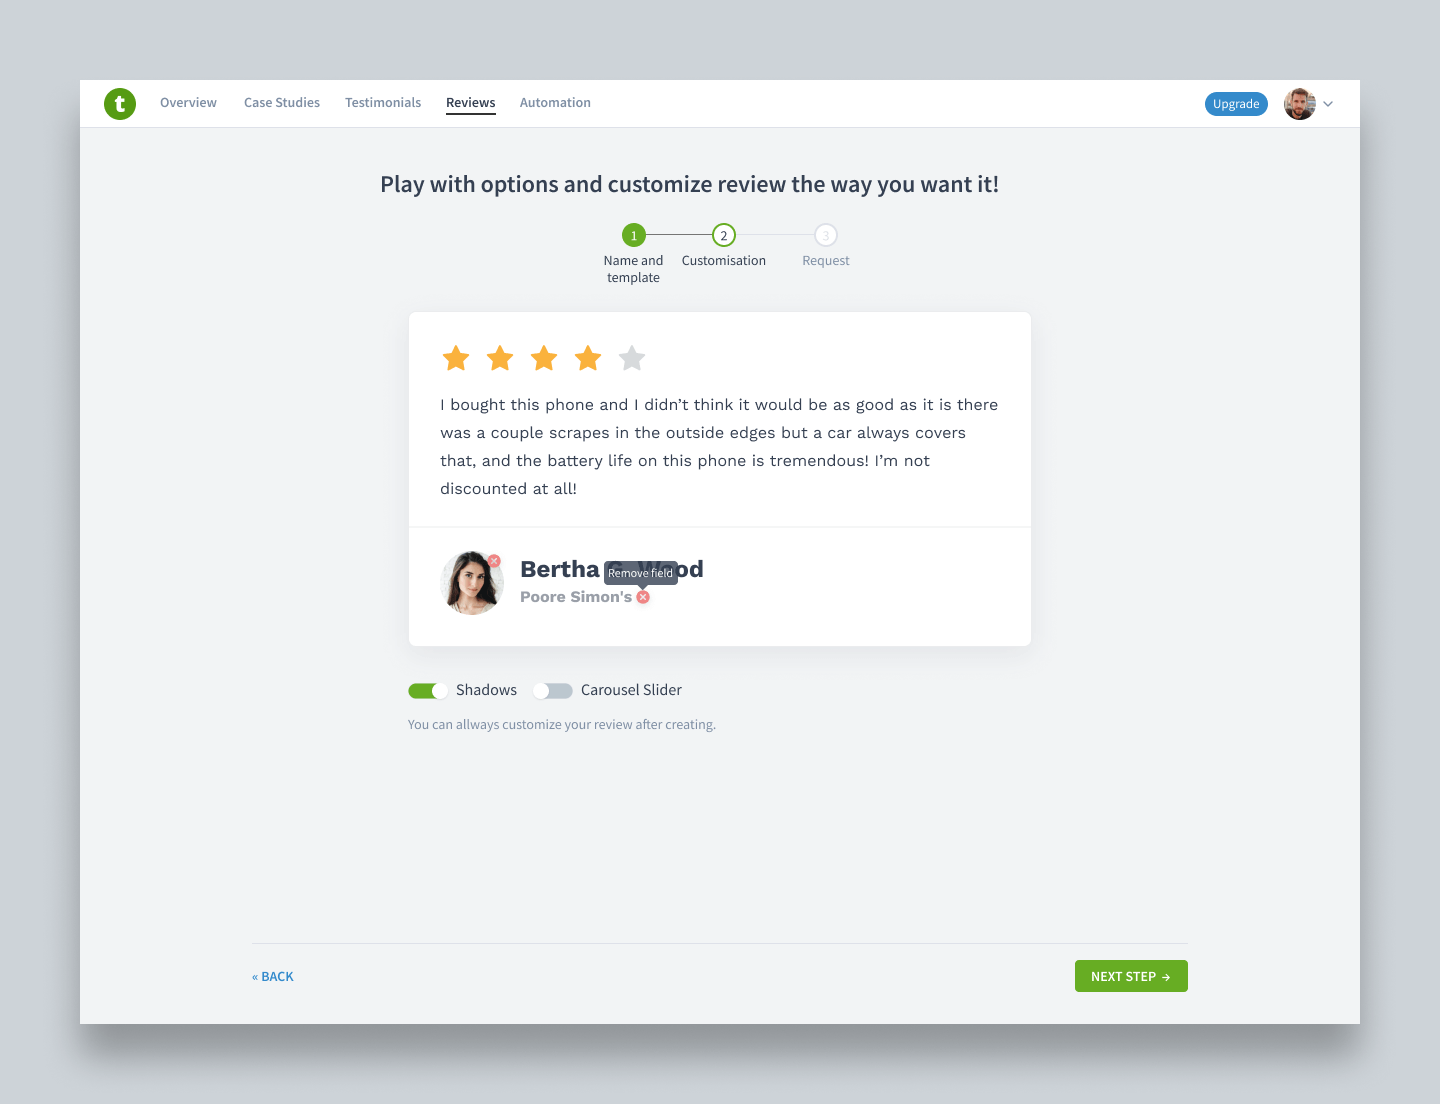 t
Overview
Case Studies
Testimonials
Reviews
Automation
Upgrade
Play with options and customize review the way you want it!
1
2
3
Name and
template
Customisation
Request
I bought this phone and I didn’t think it would be as good as it is there
was a couple scrapes in the outside edges but a car always covers
that, and the battery life on this phone is tremendous! I’m not
discounted at all!
Bertha G. Wood
Remove field
Poore Simon's
Shadows
Carousel Slider
You can allways customize your review after creating.
« BACK
NEXT STEP →